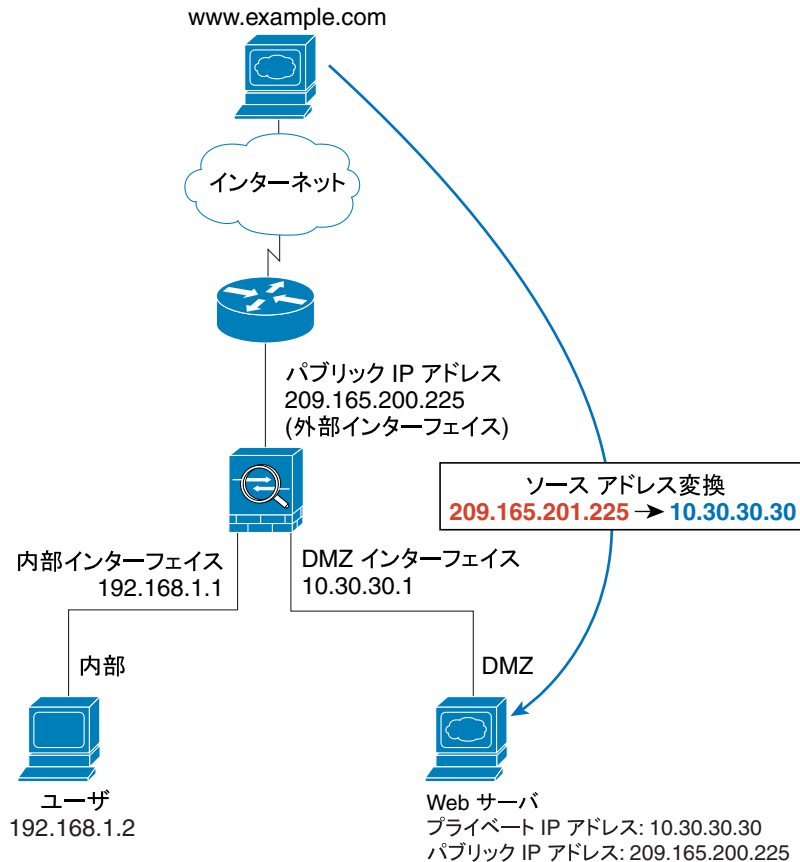 www.example.com
インターネット
パブリック IP アドレス
209.165.200.225
(外部インターフェイス)
ソース アドレス変換
209.165.201.225 → 10.30.30.30
内部インターフェイス
192.168.1.1
DMZ インターフェイス
10.30.30.1
内部
DMZ
ユーザ
192.168.1.2
Web サーバ
プライベート IP アドレス: 10.30.30.30
パブリック IP アドレス: 209.165.200.225